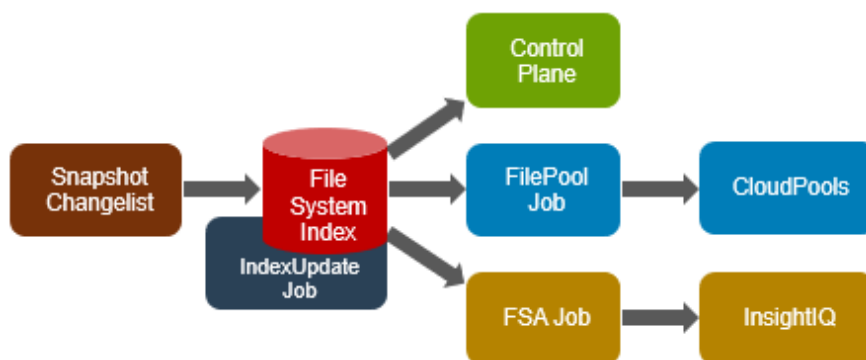 Control
Plane
Snapshot
Changelist
File
System
Index
FilePool
Job
CloudPools
IndexUpdate
Job
FSA Job
InsightIQ